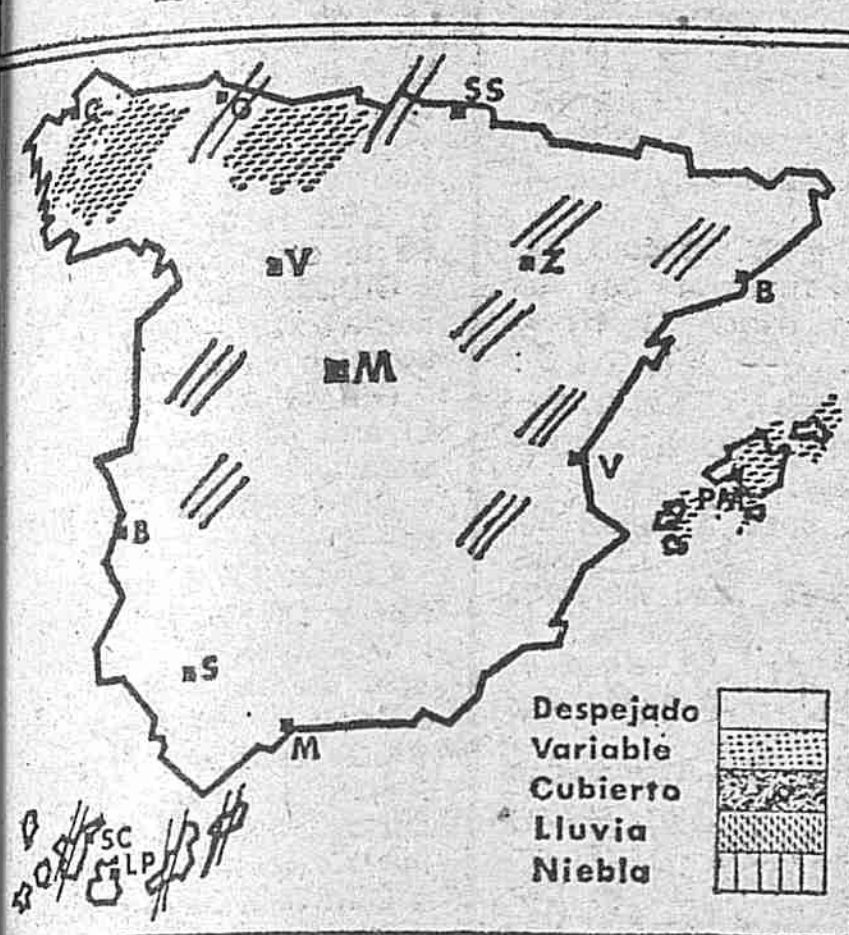 SS
C
G
V
Z
B
M
V
PM
B
S
M
SC
LP
Despejado
Variable
Cubierto
Lluvia
Niebla